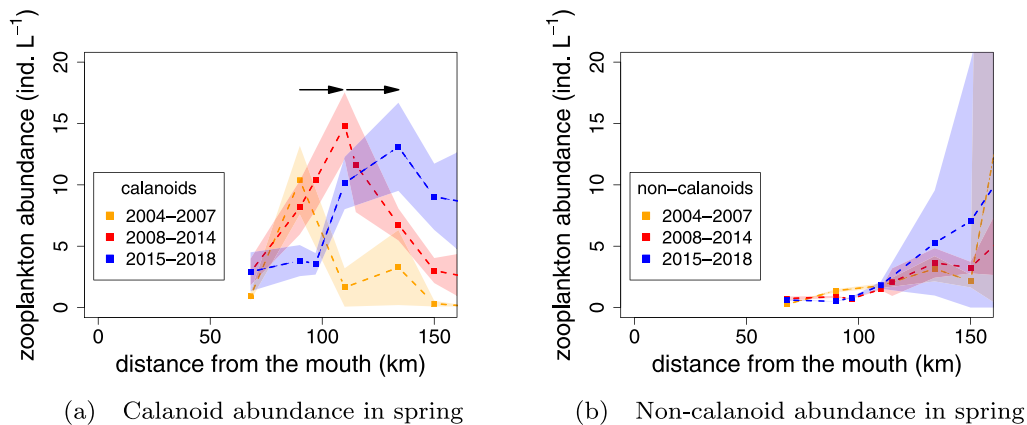 zooplankton abundance (ind. L⁻¹)
20
15
10
5
0
calanoids
2004–2007
2008–2014
2015–2018
0 50 100 150
distance from the mouth (km)
(a) Calanoid abundance in spring
zooplankton abundance (ind. L⁻¹)
20
15
10
5
0
non−calanoids
2004–2007
2008–2014
2015–2018
0 50 100 150
distance from the mouth (km)
(b) Non-calanoid abundance in spring